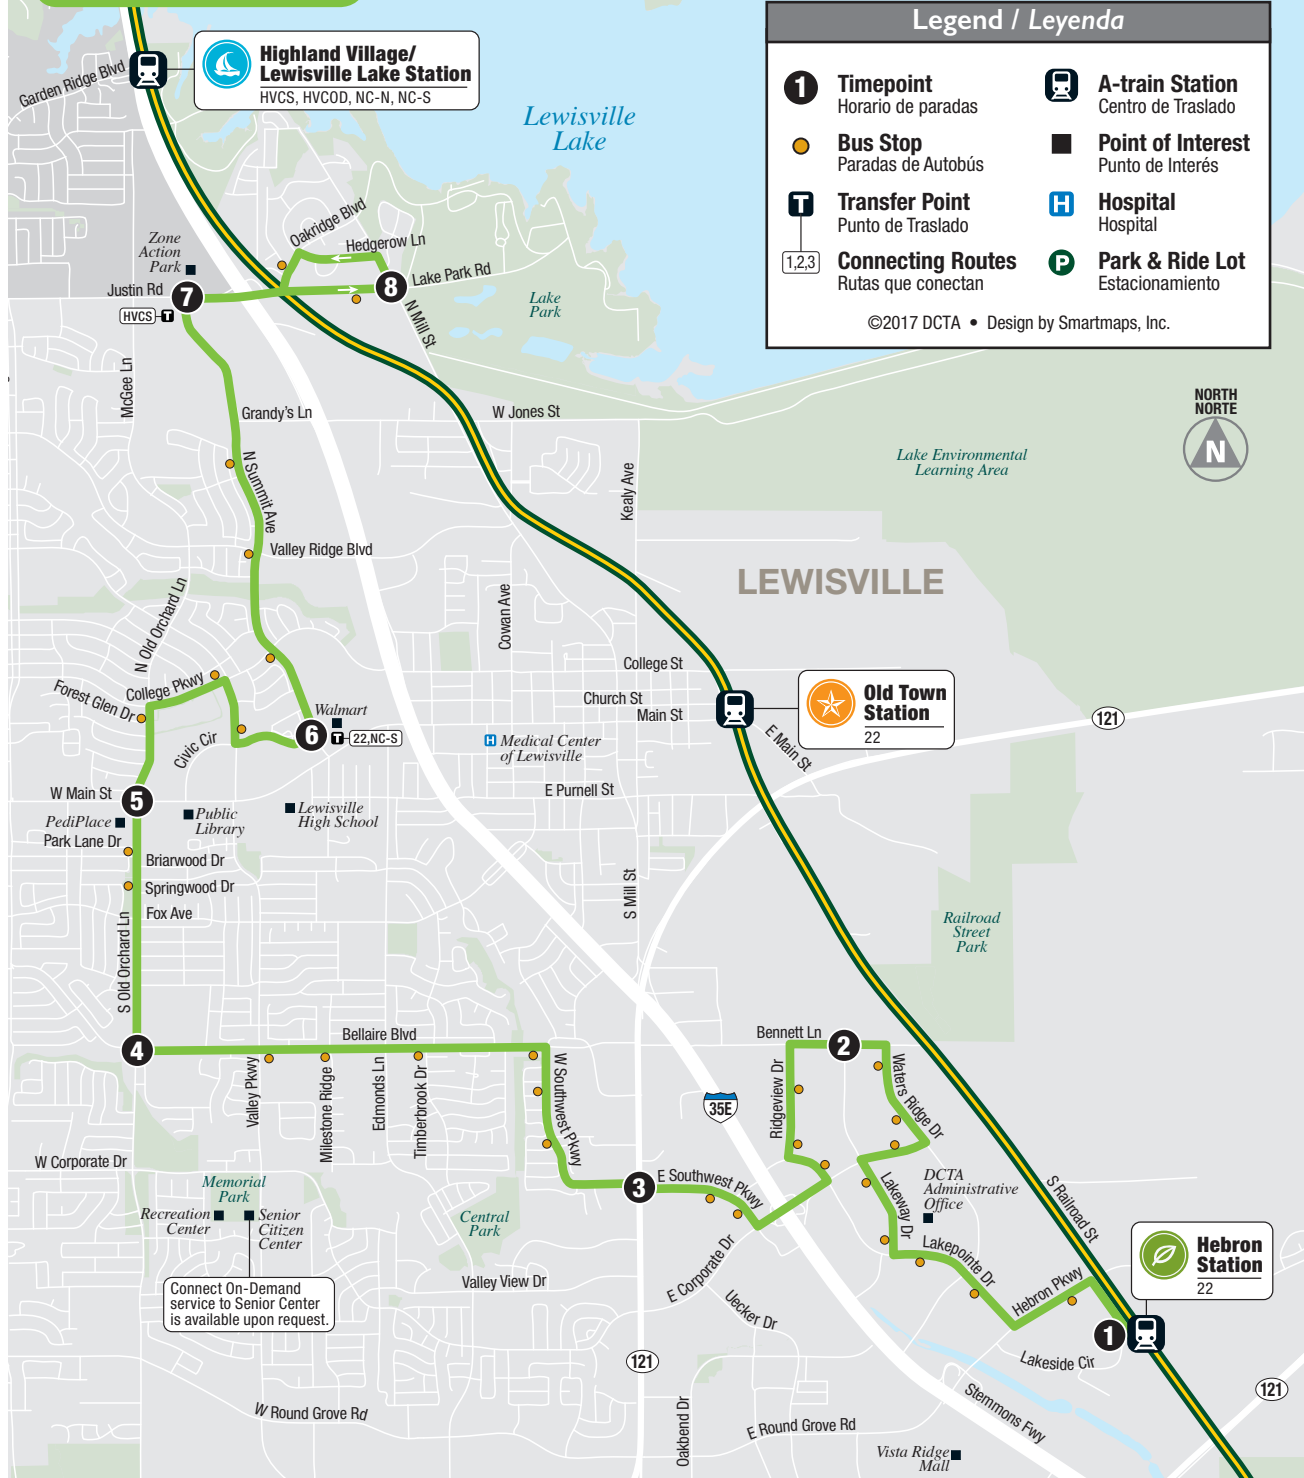 Highland Village/
Lewisville Lake Station
HVCS, HVCOD, NC-N, NC-S
Garden Ridge Blvd
Lewisville
Lake
Legend / Leyenda
1
Timepoint
Horario de paradas
A-train Station
Centro de Traslado
Bus Stop
Paradas de Autobús
Point of Interest
Punto de Interés
T
Transfer Point
Punto de Traslado
H
Hospital
Hospital
1,2,3
Connecting Routes
Rutas que conectan
P
Park & Ride Lot
Estacionamiento
©2017 DCTA • Design by Smartmaps, Inc.
Zone
Action
Park
Oakridge Blvd
Hedgerow Ln
Justin Rd
7
8
Lake Park Rd
HVCS
T
Lake
Park
N Mill St
McGee Ln
Grandy's Ln
W Jones St
NORTH
NORTE
N
N Summit Ave
Lake Environmental
Learning Area
Kealy Ave
Valley Ridge Blvd
LEWISVILLE
N Old Orchard Ln
Cowan Ave
College St
Forest Glen Dr
College Pkwy
Church St
Main St
Old Town
Station
22
Walmart
6
T
22,NC-S
Civic Cir
H
Medical Center
of Lewisville
E Main St
121
W Main St
5
E Purnell St
PediPlace
Public
Library
Lewisville
High School
Park Lane Dr
Briarwood Dr
Springwood Dr
Fox Ave
S Old Orchard Ln
S Mill St
Railroad
Street
Park
4
Bellaire Blvd
Bennett Ln
2
Valley Pkwy
Milestone Ridge
Edmonds Ln
Timberbrook Dr
W Southwest Pkwy
35E
Ridgeview Dr
Waters Ridge Dr
W Corporate Dr
Memorial
Park
Recreation
Center
Senior
Citizen
Center
3
E Southwest Pkwy
DCTA
Administrative
Office
Lakeway Dr
S Railroad St
Central
Park
Connect On-Demand
service to Senior Center
is available upon request.
Valley View Dr
E Corporate Dr
Lakepointe Dr
Hebron Pkwy
Hebron
Station
22
Uecker Dr
1
Lakeside Cir
121
121
W Round Grove Rd
Oakbend Dr
E Round Grove Rd
Stemmons Fwy
Vista Ridge
Mall